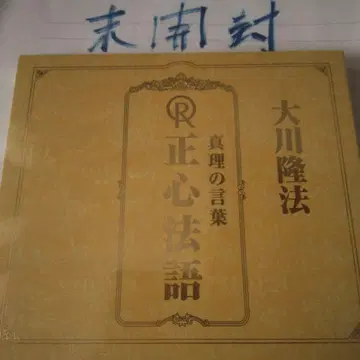 未開封
大川隆法
真理の言葉
正心法語